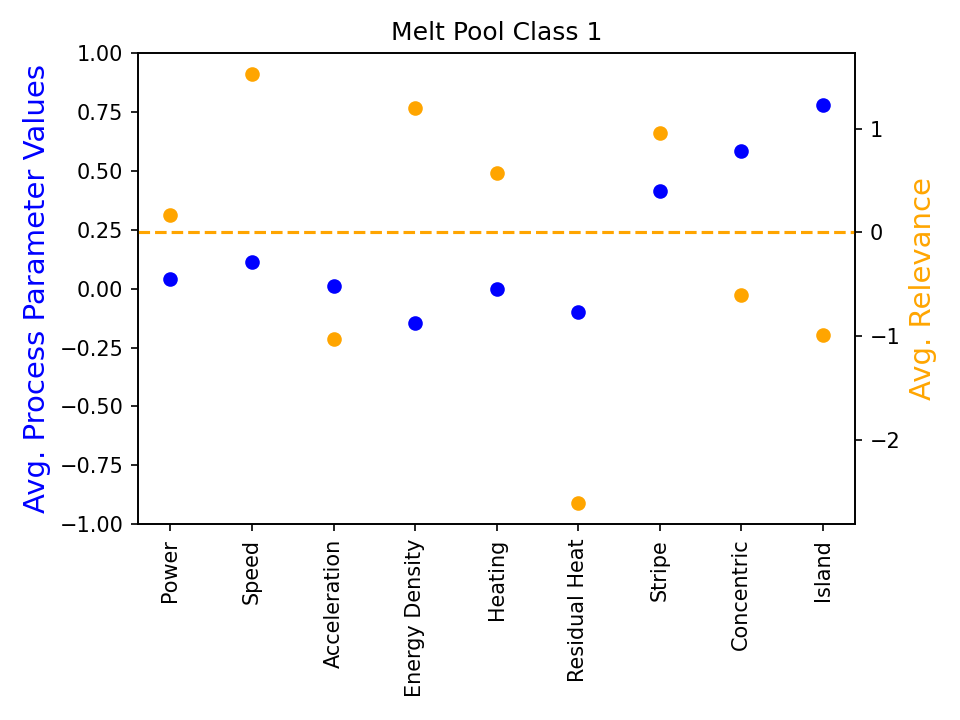 Melt Pool Class 1
Avg. Process Parameter Values
1.00
0.75
0.50
0.25
0.00
−0.25
−0.50
−0.75
−1.00
1
0
−1
−2
Avg. Relevance
Power
Speed
Acceleration
Energy Density
Heating
Residual Heat
Stripe
Concentric
Island